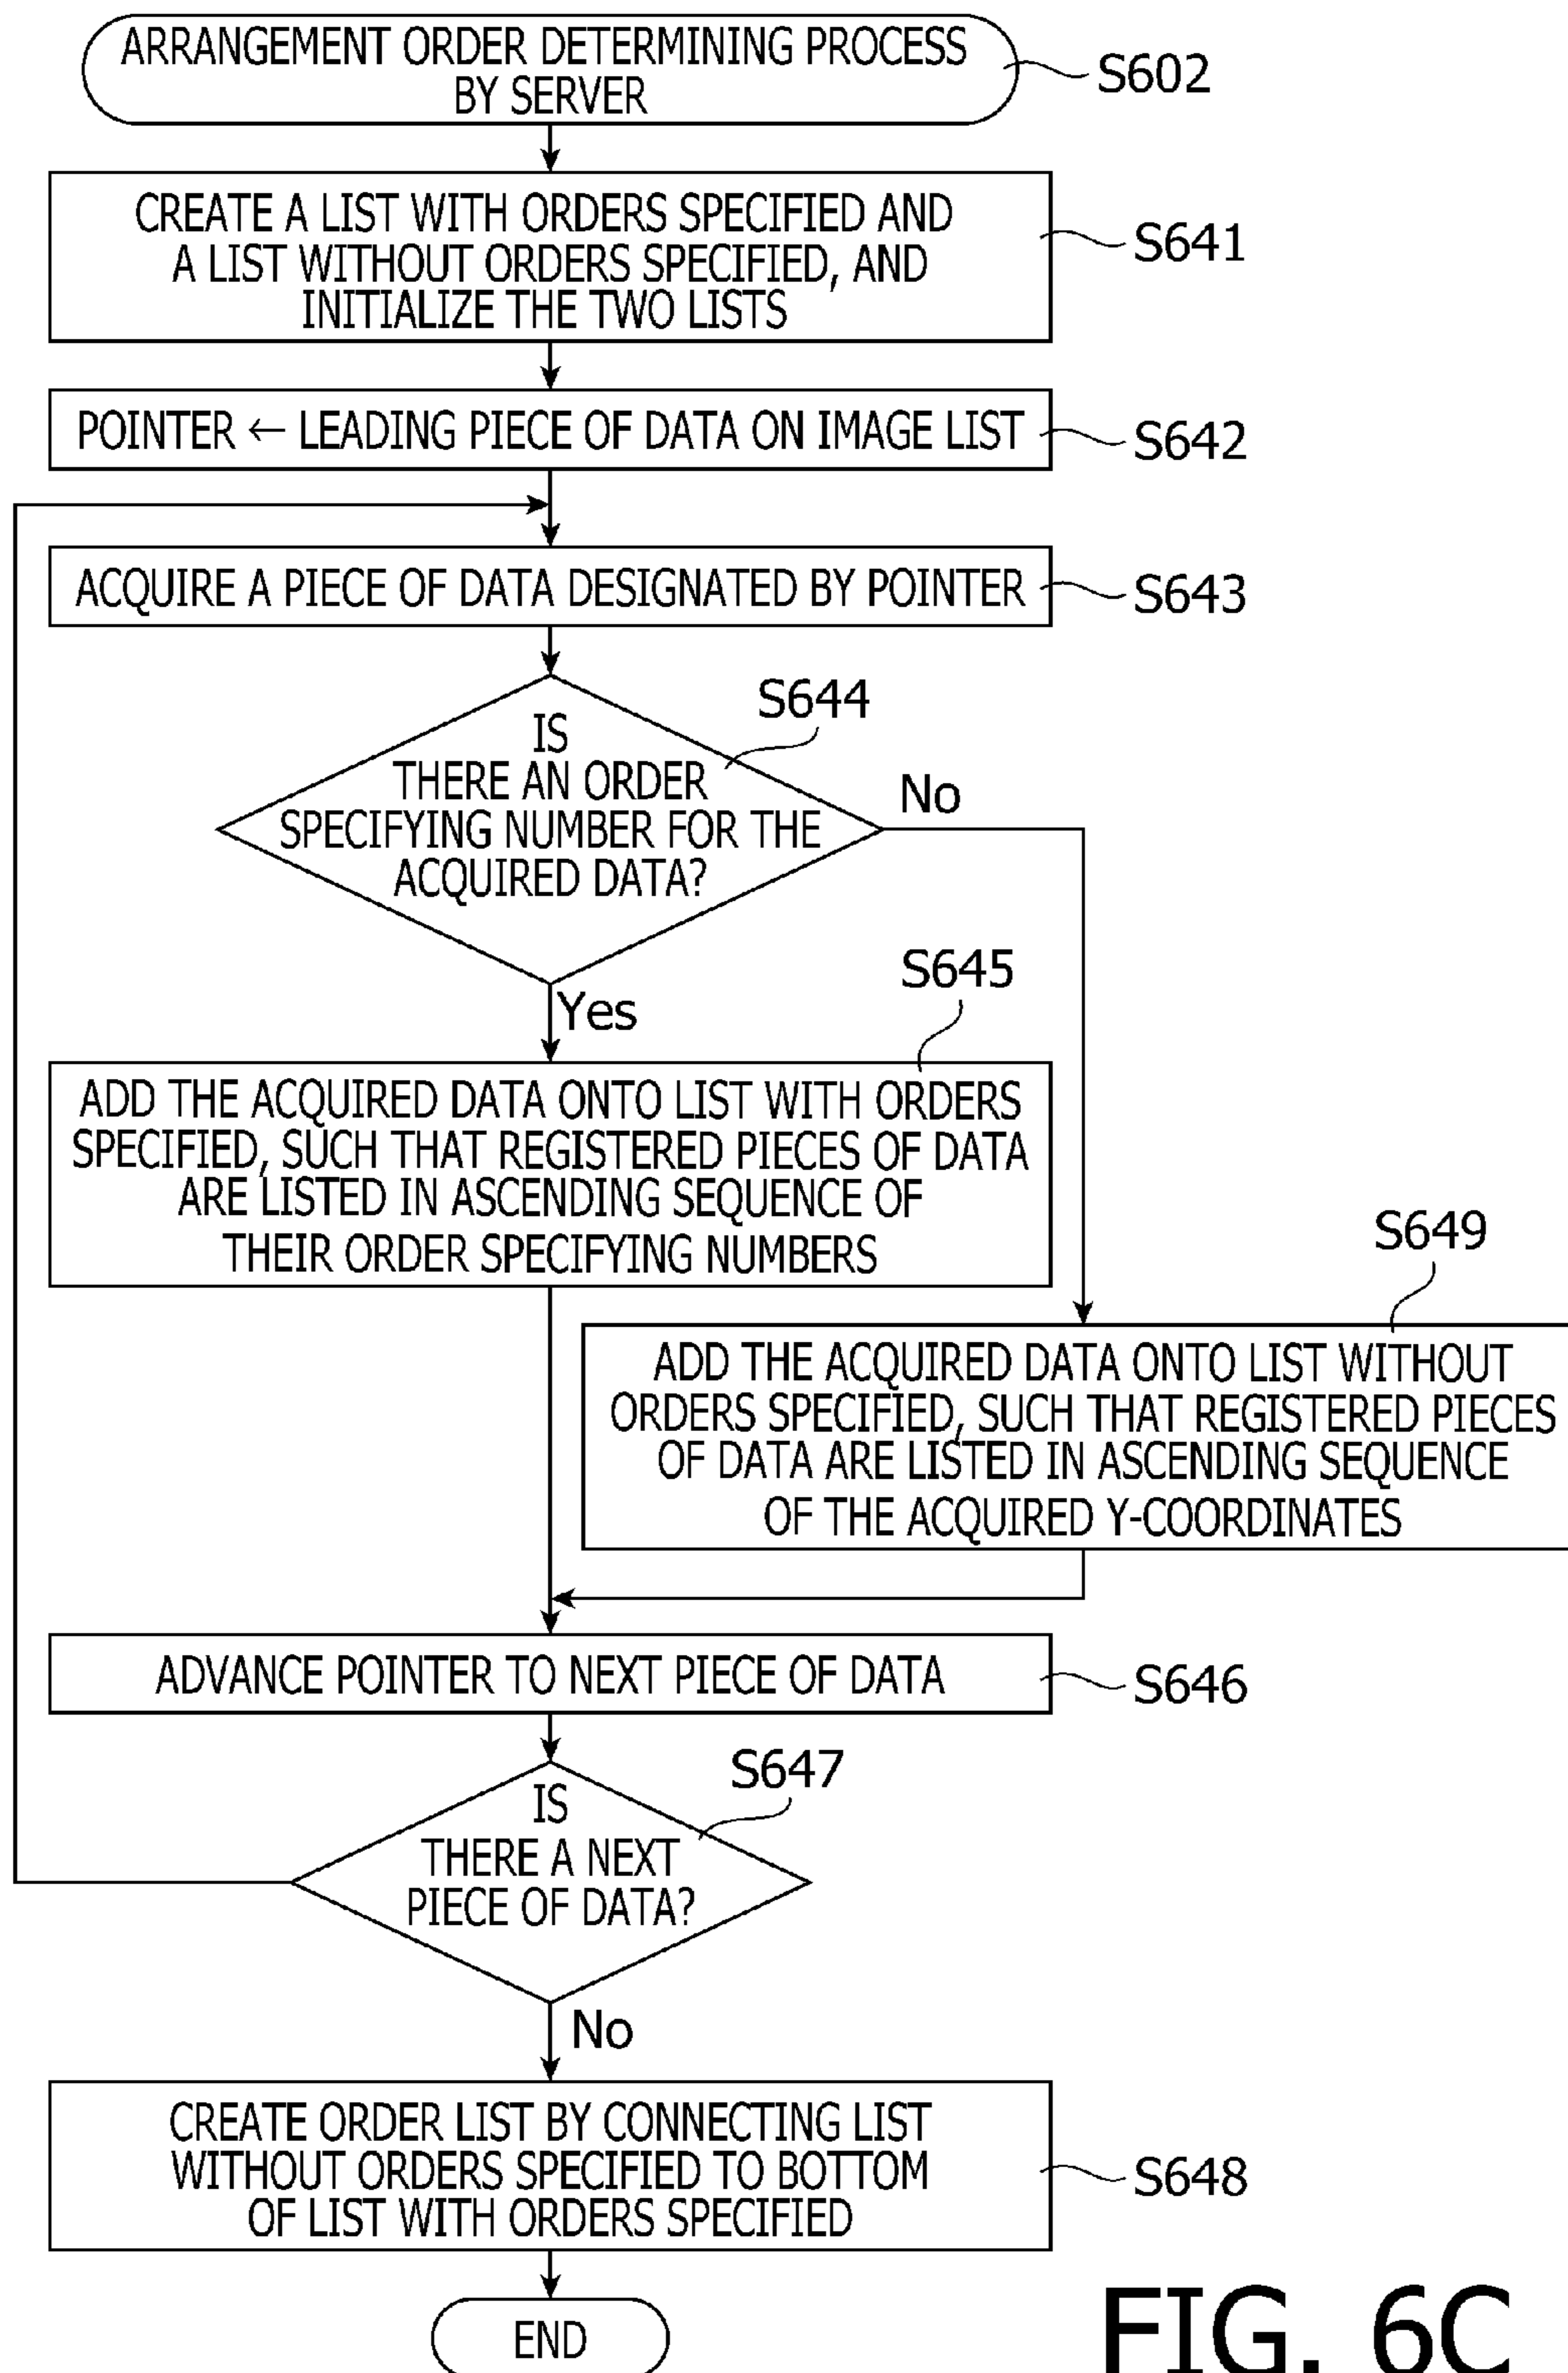 ARRANGEMENT ORDER DETERMINING PROCESS
BY SERVER
S602
CREATE A LIST WITH ORDERS SPECIFIED AND
A LIST WITHOUT ORDERS SPECIFIED, AND
INITIALIZE THE TWO LISTS
S641
POINTER ← LEADING PIECE OF DATA ON IMAGE LIST
S642
ACQUIRE A PIECE OF DATA DESIGNATED BY POINTER
S643
S644
IS
THERE AN ORDER
SPECIFYING NUMBER FOR THE
ACQUIRED DATA?
No
Yes
S645
ADD THE ACQUIRED DATA ONTO LIST WITH ORDERS
SPECIFIED, SUCH THAT REGISTERED PIECES OF DATA
ARE LISTED IN ASCENDING SEQUENCE OF
THEIR ORDER SPECIFYING NUMBERS
S649
ADD THE ACQUIRED DATA ONTO LIST WITHOUT
ORDERS SPECIFIED, SUCH THAT REGISTERED PIECES
OF DATA ARE LISTED IN ASCENDING SEQUENCE
OF THE ACQUIRED Y-COORDINATES
ADVANCE POINTER TO NEXT PIECE OF DATA
S646
S647
IS
THERE A NEXT
PIECE OF DATA?
No
CREATE ORDER LIST BY CONNECTING LIST
WITHOUT ORDERS SPECIFIED TO BOTTOM
OF LIST WITH ORDERS SPECIFIED
S648
END
FIG. 6C